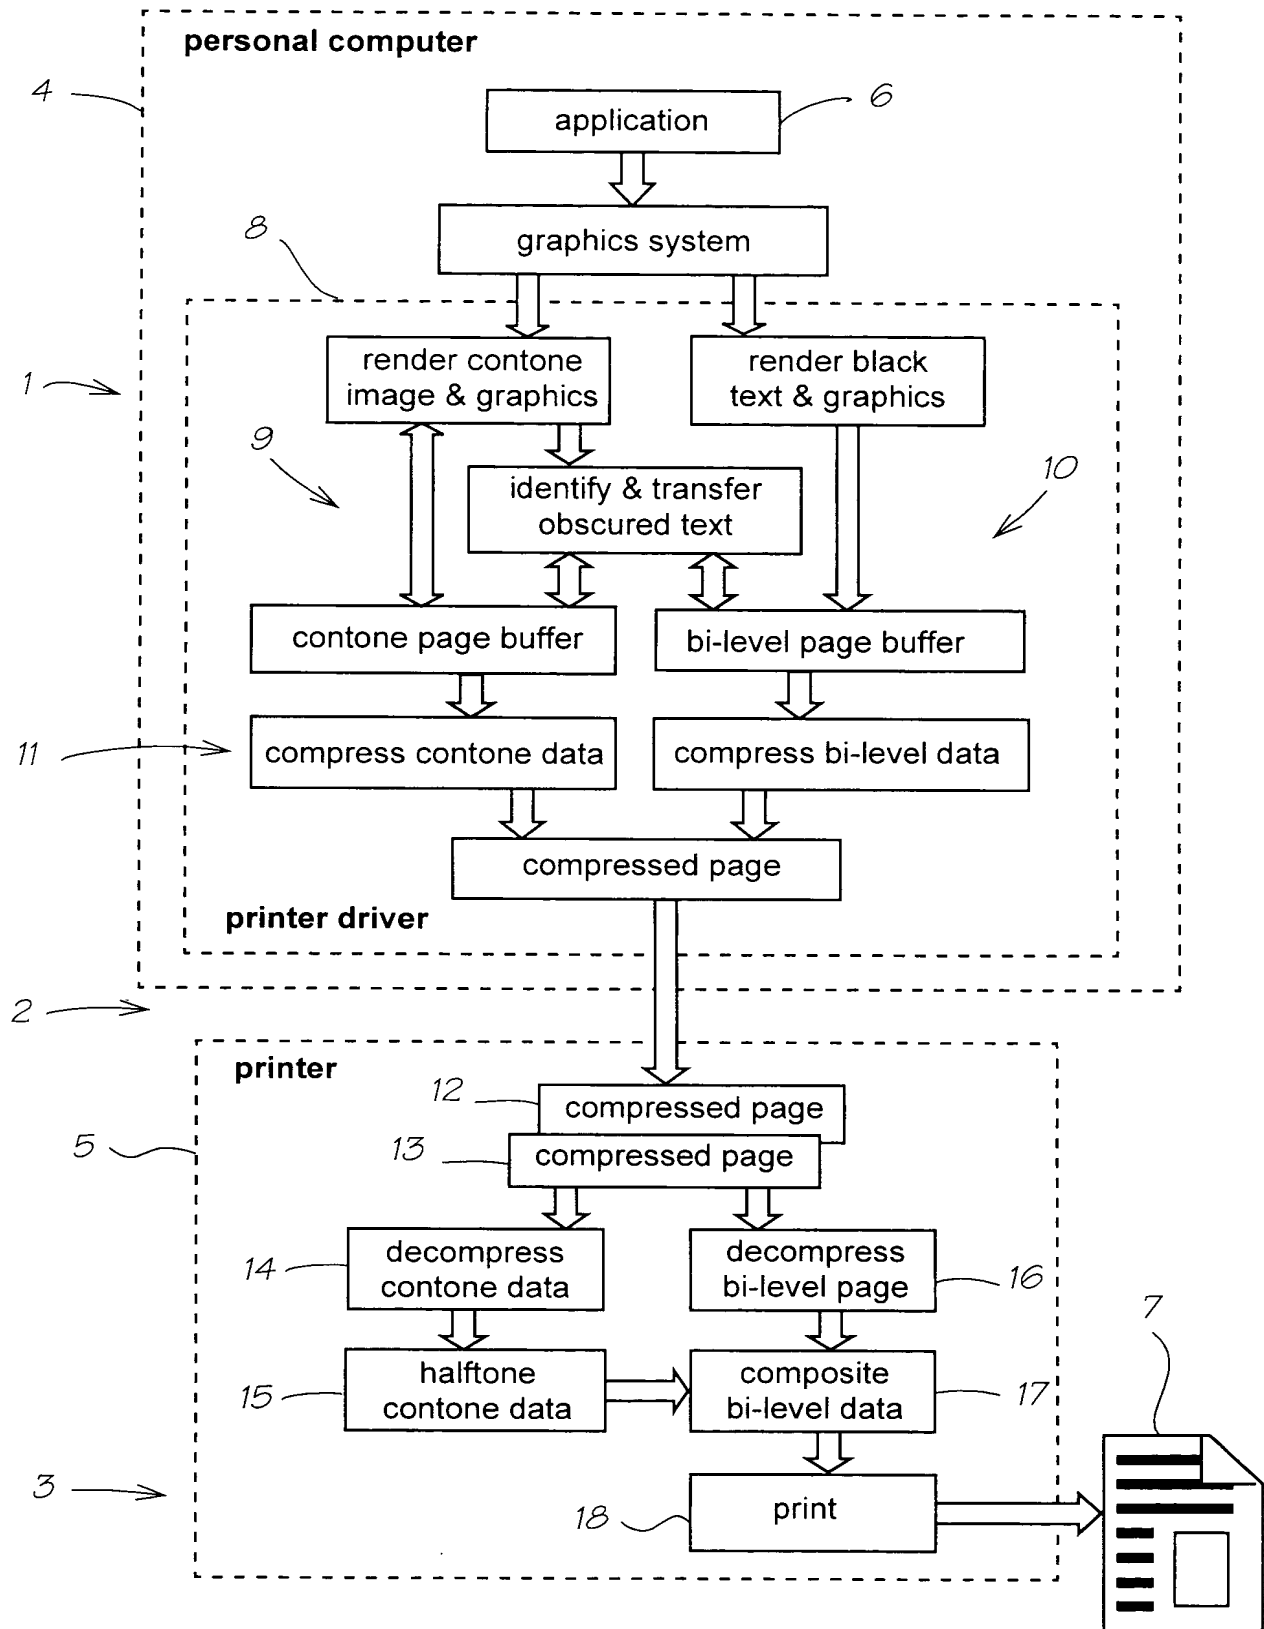 personal computer
4
application
6
graphics system
8
render contone
image & graphics
render black
text & graphics
1
9
identify & transfer
obscured text
10
contone page buffer
bi-level page buffer
11
compress contone data
compress bi-level data
compressed page
printer driver
2
printer
12
compressed page
5
13
compressed page
14
decompress
contone data
decompress
bi-level page
16
7
15
halftone
contone data
composite
bi-level data
17
3
18
print